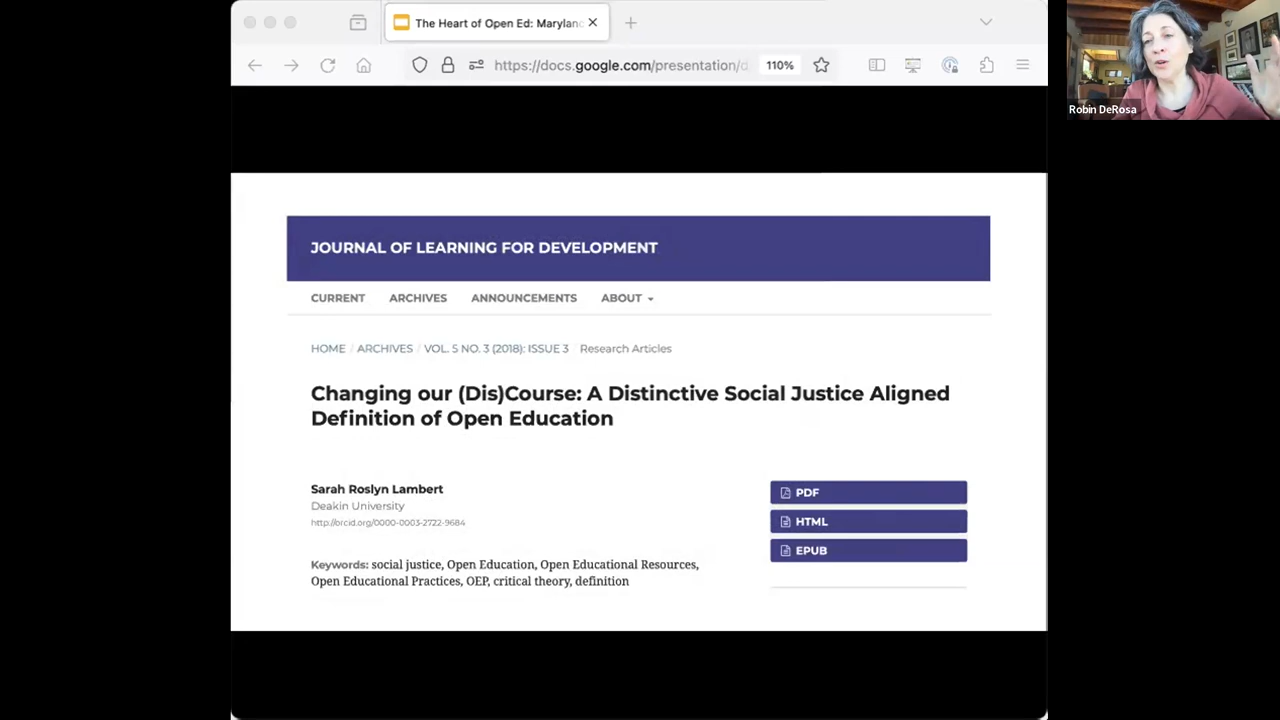 The Heart of Open Ed: Marylan
https://docs.google.com/presentation/d
110%
Robin DeRosa
JOURNAL OF LEARNING FOR DEVELOPMENT
CURRENT ARCHIVES ANNOUNCEMENTS ABOUT
HOME / ARCHIVES / VOL. 5 NO. 3 (2018): ISSUE 3 Research Articles
Changing our (Dis)Course: A Distinctive Social Justice Aligned
Definition of Open Education
Sarah Roslyn Lambert
Deakin University
http://orcid.org/0000-0003-2722-9684
PDF
HTML
EPUB
Keywords: social justice, Open Education, Open Educational Resources,
Open Educational Practices, OEP, critical theory, definition